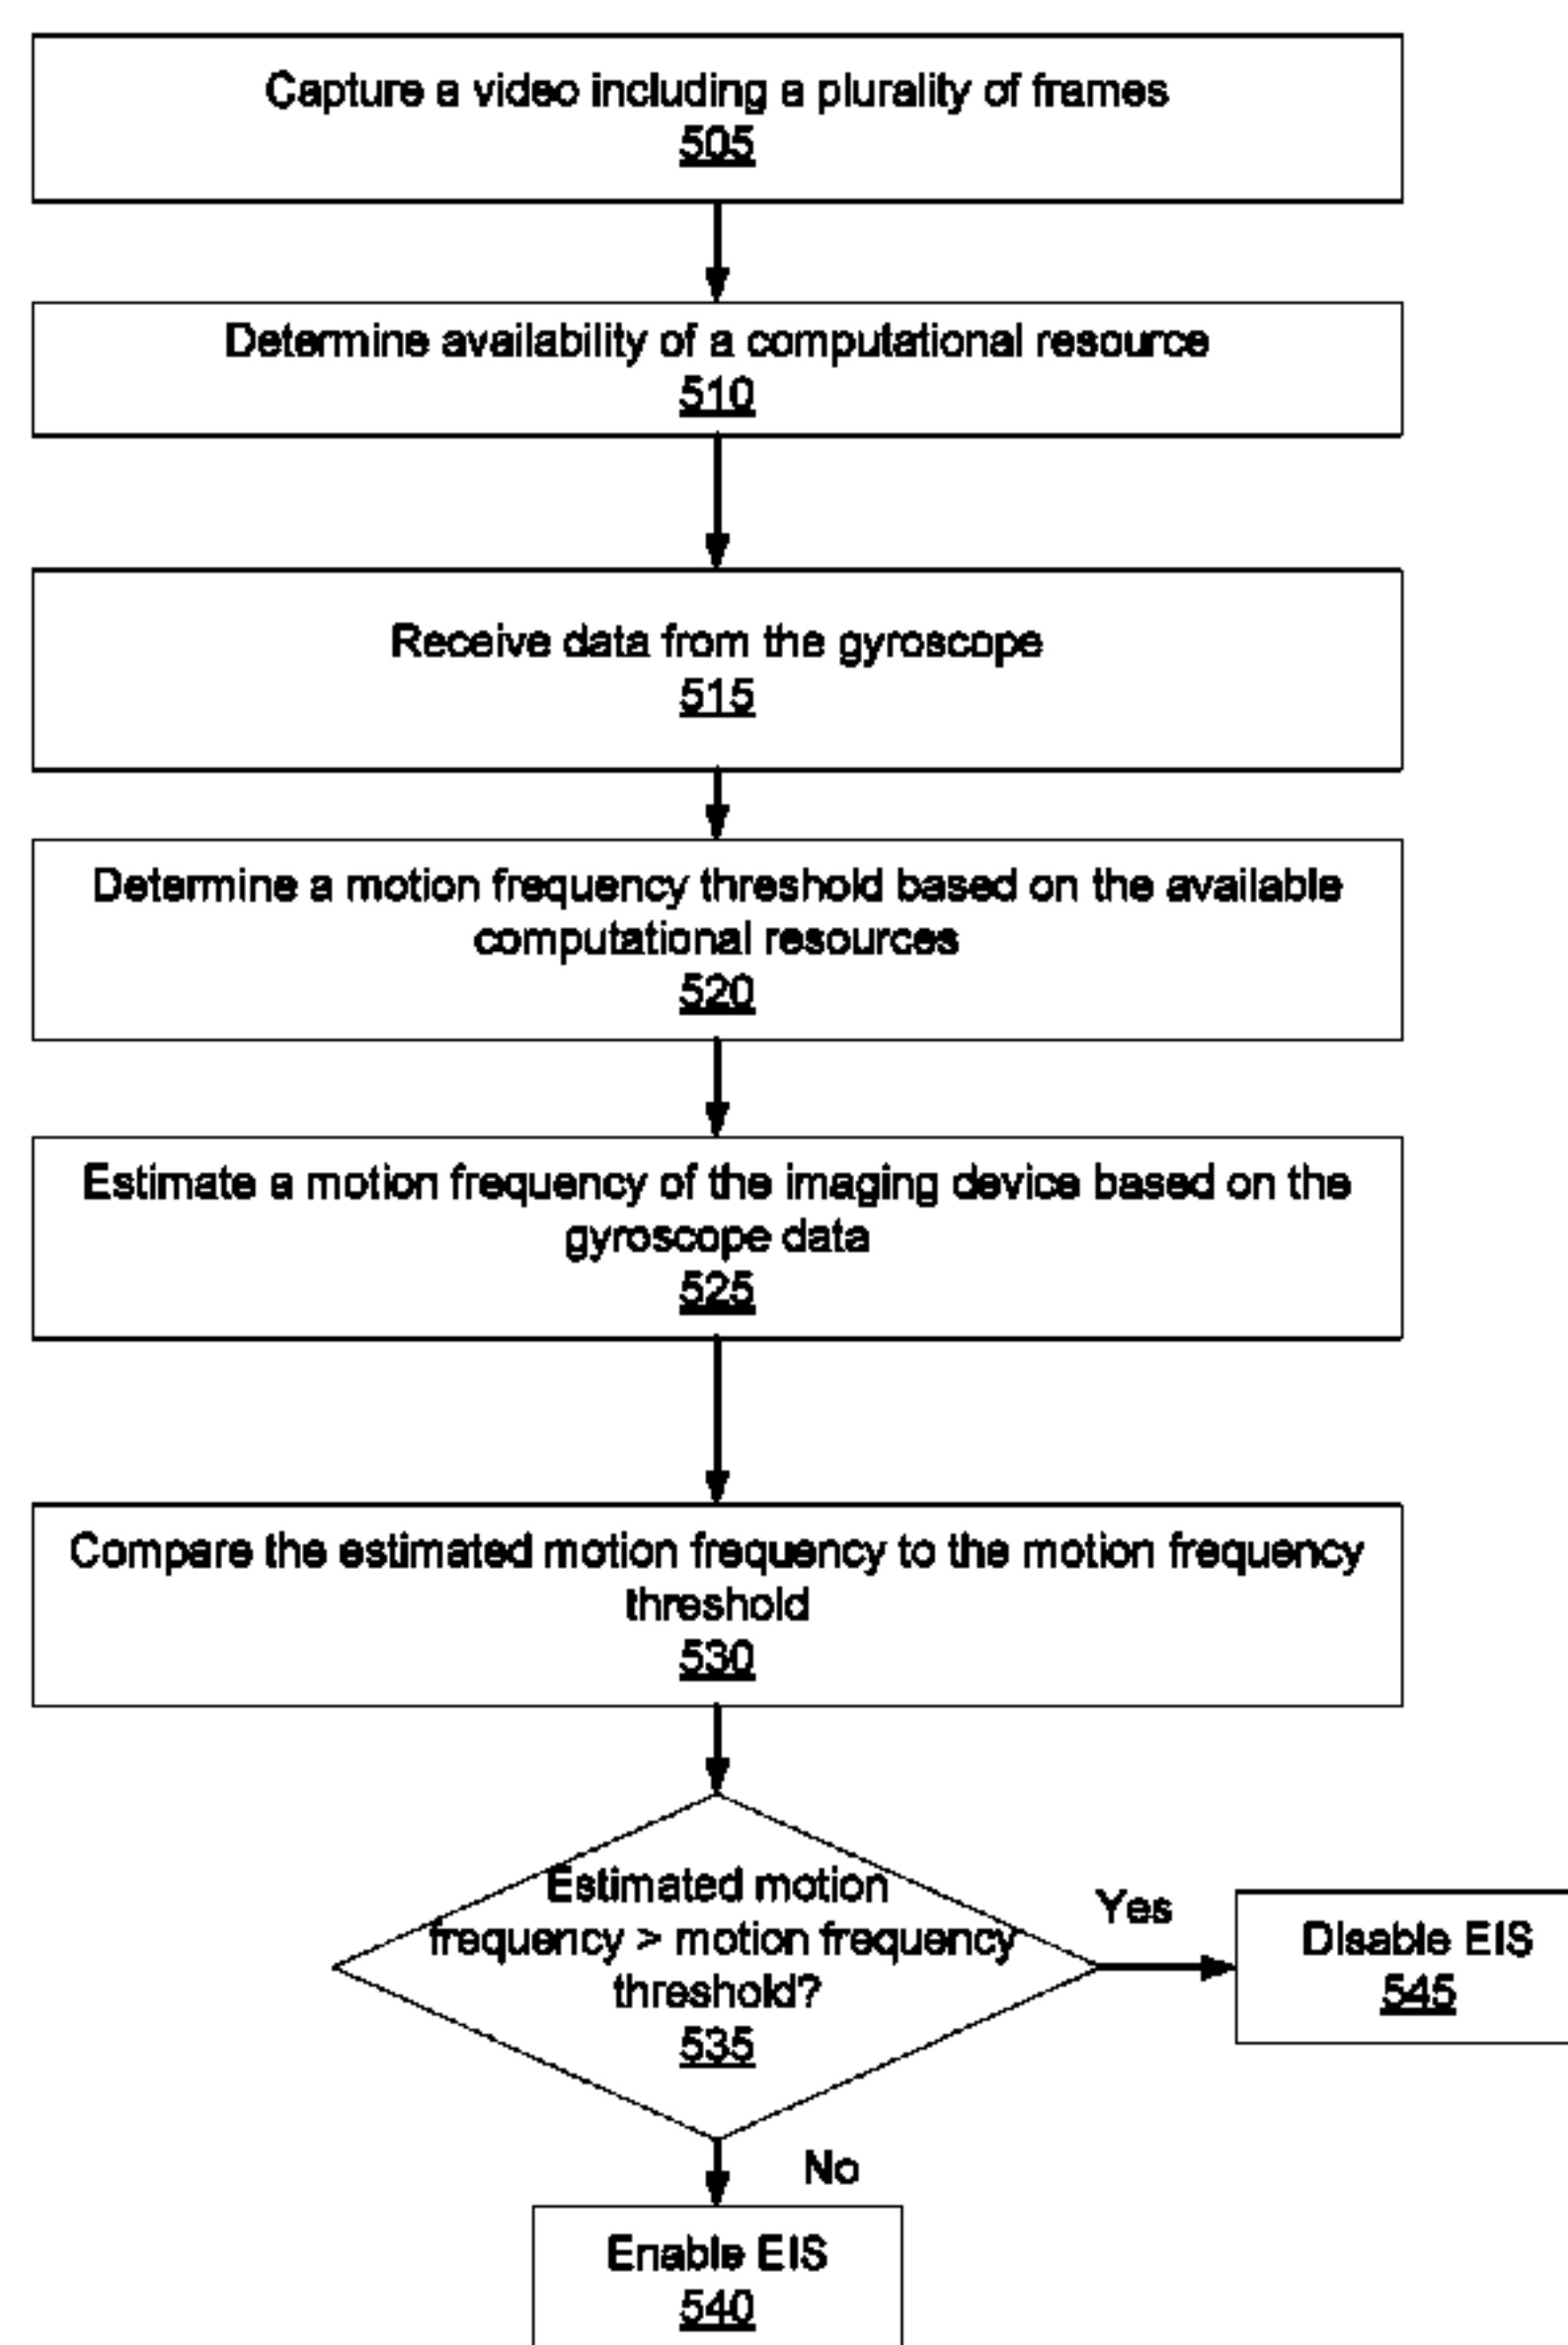 Capture a video including a plurality of frames
505
Determine availability of a computational resource
510
Receive data from the gyroscope
515
Determine a motion frequency threshold based on the available
computational resources
520
Estimate a motion frequency of the imaging device based on the
gyroscope data
525
Compare the estimated motion frequency to the motion frequency
threshold
530
Estimated motion
frequency > motion frequency
threshold?
535
Yes
Disable EIS
545
No
Enable EIS
540